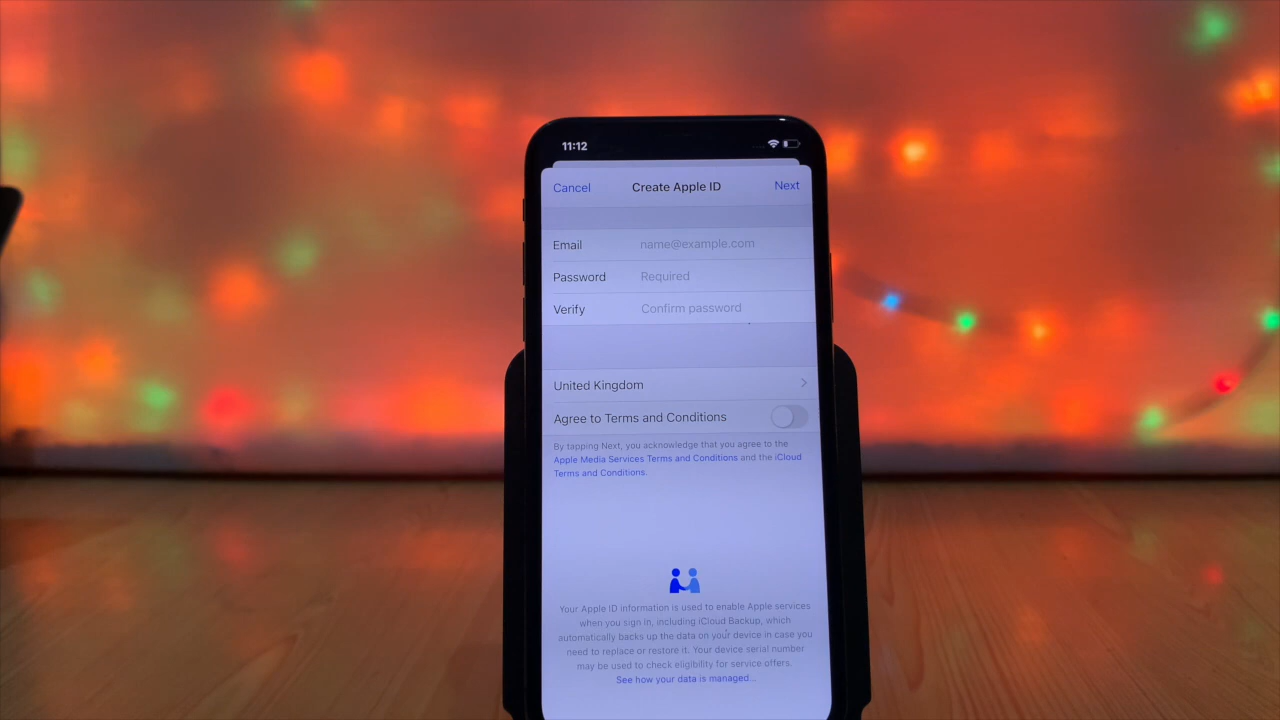 11:12
Cancel Create Apple ID Next
Email name@example.com
Password Required
Verify Confirm password
United Kingdom
Agree to Terms and Conditions
By tapping Next, you acknowledge that you agree to the
Apple Media Services Terms and Conditions and the iCloud
Terms and Conditions.
Your Apple ID information is used to enable Apple services
when you sign in, including iCloud Backup, which
automatically backs up the data on your device in case you
need to replace or restore it. Your device serial number
may be used to check eligibility for service offers.
See how your data is managed...